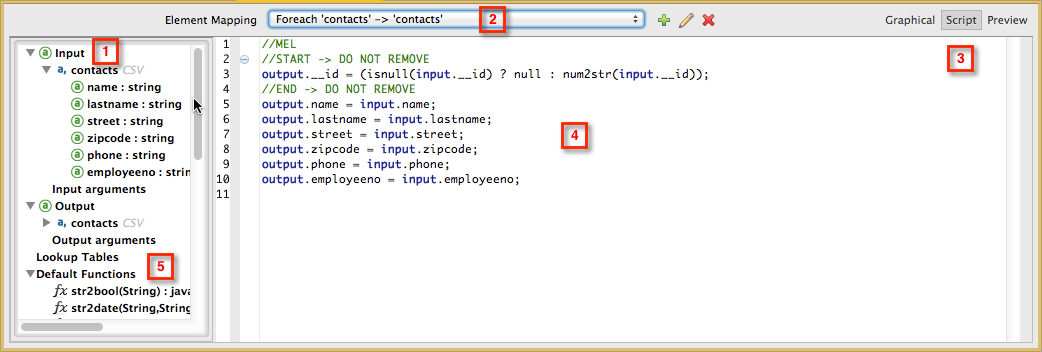 Element Mapping Foreach 'contacts' -> 'contacts' 2 Graphical Script Preview
Input 1
contacts CSV
name : string
lastname : string
street : string
zipcode : string
phone : string
employeeno : strin
Input arguments
Output
contacts CSV
Output arguments
Lookup Tables
Default Functions 5
fx str2bool(String) : java
fx str2date(String,String
1 //MEL
2 //START -> DO NOT REMOVE
3 output.__id = (isnull(input.__id) ? null : num2str(input.__id));
4 //END -> DO NOT REMOVE
5 output.name = input.name;
6 output.lastname = input.lastname;
7 output.street = input.street;
8 output.zipcode = input.zipcode;
9 output.phone = input.phone;
10 output.employeeno = input.employeeno;
11
3
4